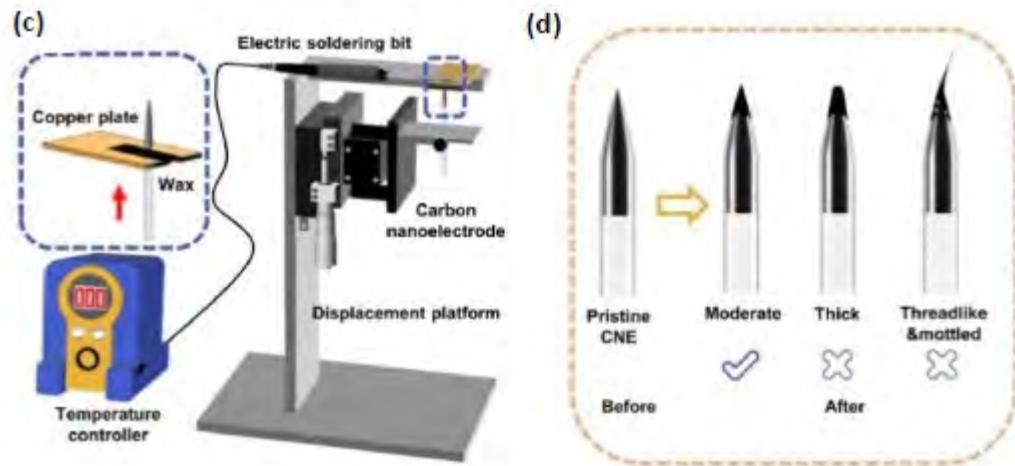 (c)
Electric soldering bit
Copper plate
Wax
Carbon
nanoelectrode
Displacement platform
000
Temperature
controller
(d)
Pristine
CNE
Moderate
Thick
Threadlike
&mottled
Before
After